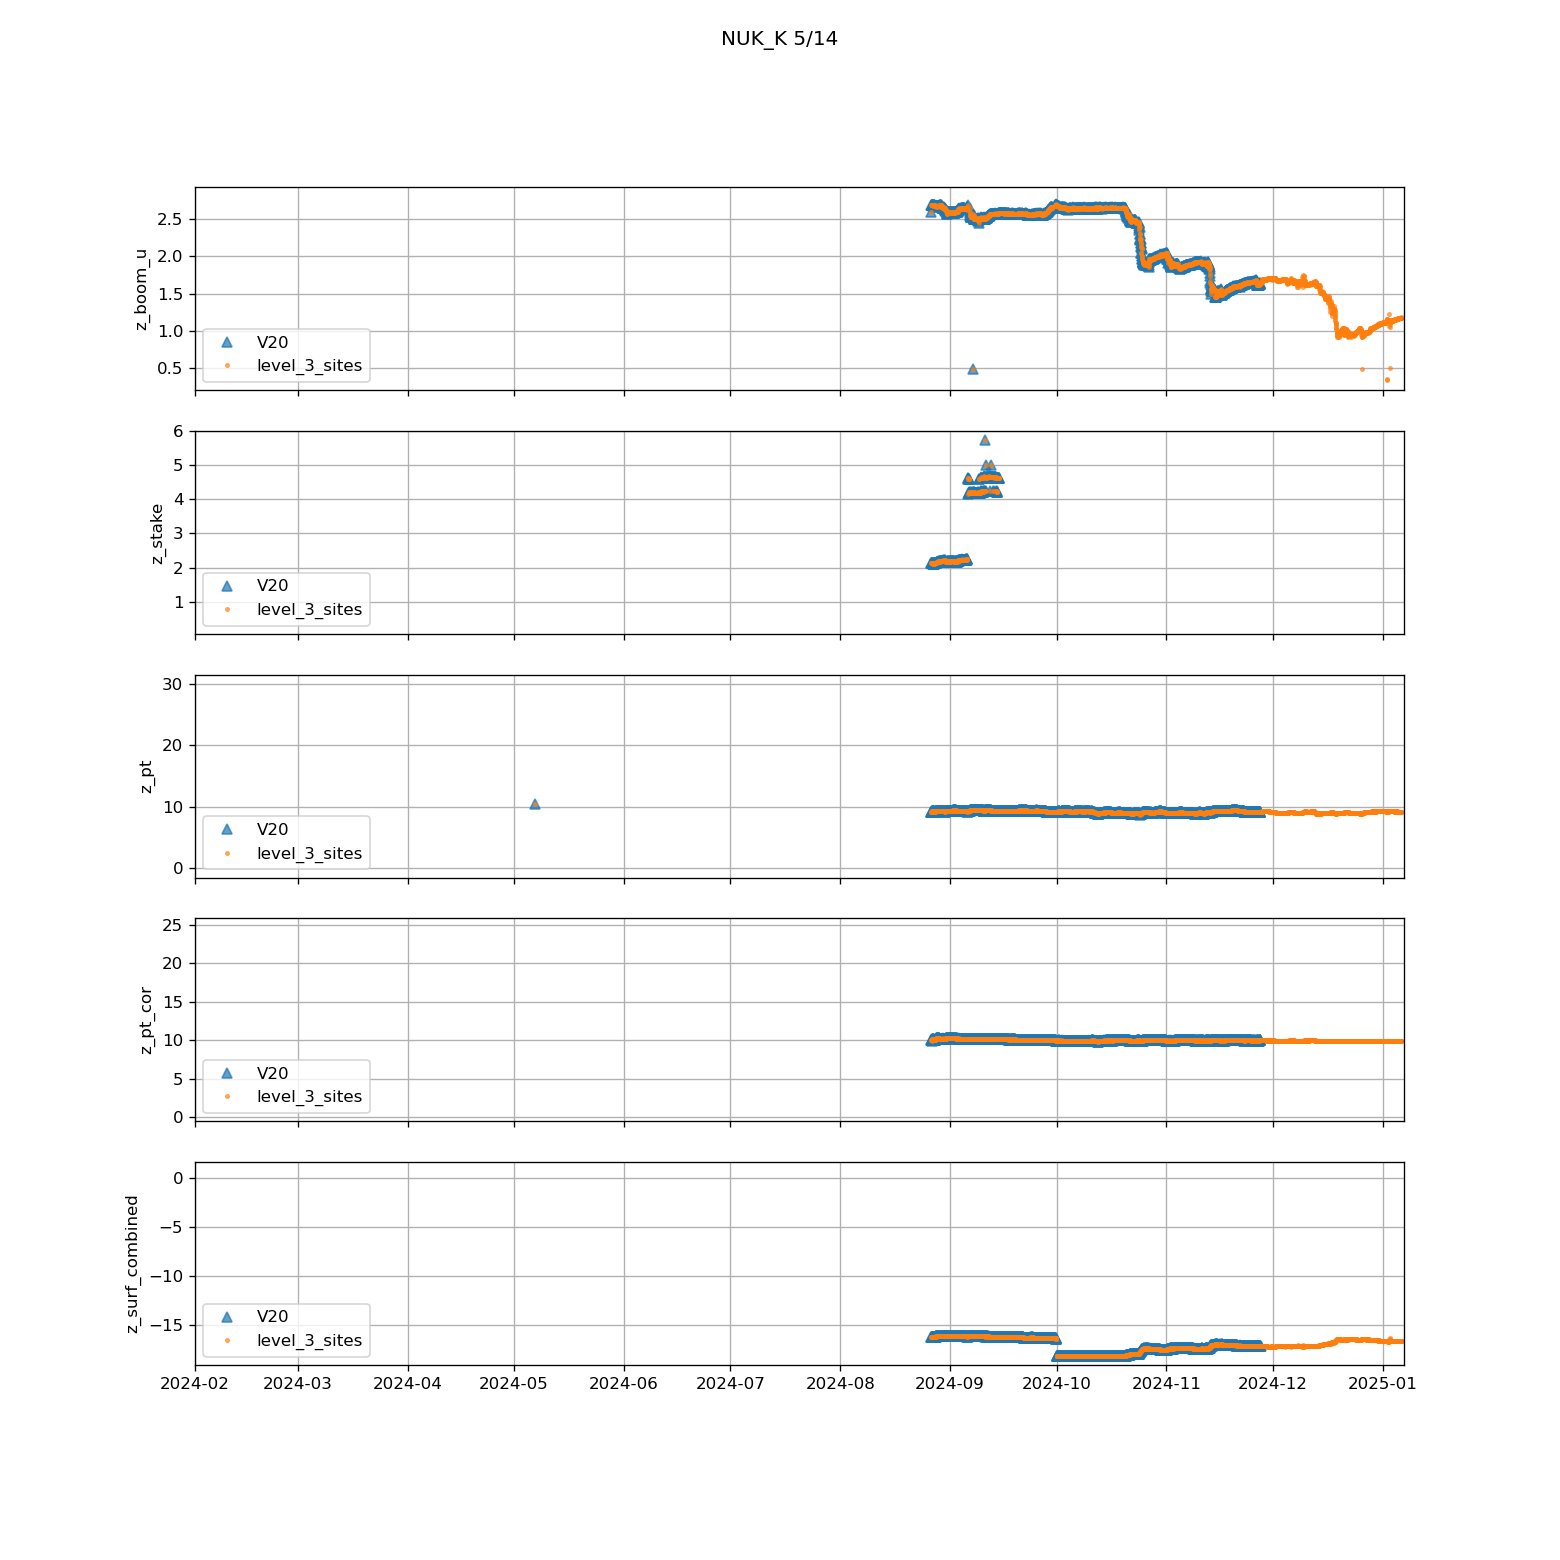 NUK_K 5/14
z_boom_u
2.5
2.0
1.5
1.0
0.5
V20
level_3_sites
z_stake
6
5
4
3
2
1
V20
level_3_sites
z_pt
30
20
10
0
V20
level_3_sites
z_pt_cor
25
20
15
10
5
0
V20
level_3_sites
z_surf_combined
0
−5
−10
−15
V20
level_3_sites
2024-02 2024-03 2024-04 2024-05 2024-06 2024-07 2024-08 2024-09 2024-10 2024-11 2024-12 2025-01